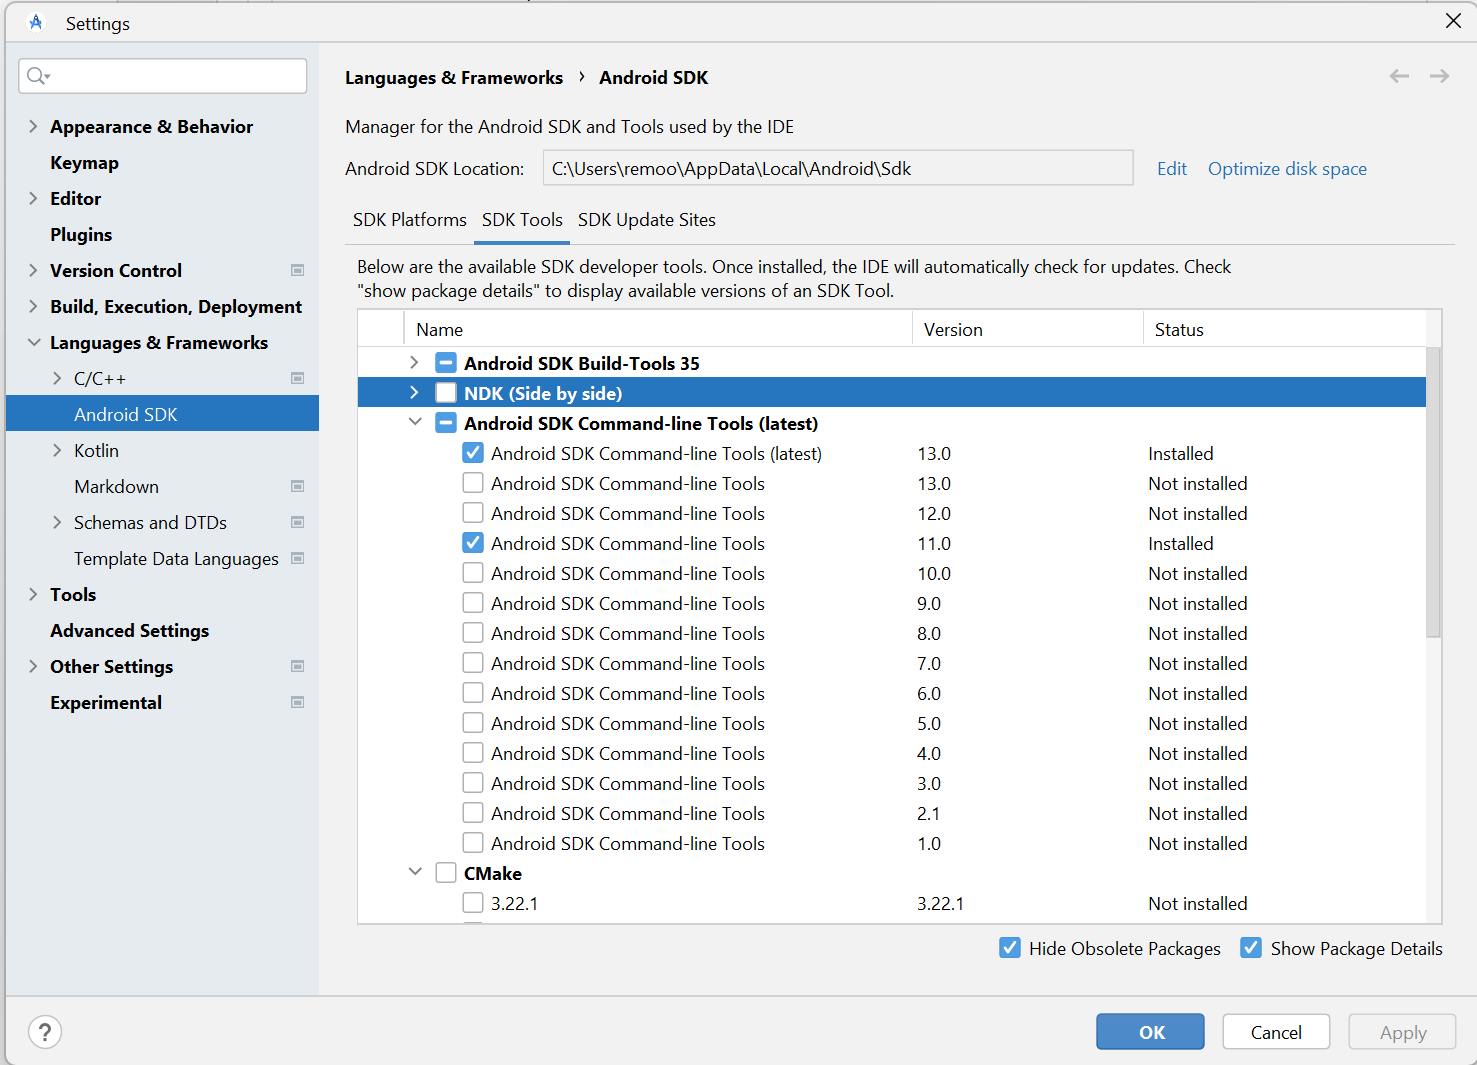 Settings
Appearance & Behavior
Keymap
Editor
Plugins
Version Control
Build, Execution, Deployment
Languages & Frameworks
C/C++
Android SDK
Kotlin
Markdown
Schemas and DTDs
Template Data Languages
Tools
Advanced Settings
Other Settings
Experimental
Languages & Frameworks › Android SDK
Manager for the Android SDK and Tools used by the IDE
Android SDK Location: C:\Users\remoo\AppData\Local\Android\Sdk Edit Optimize disk space
SDK Platforms SDK Tools SDK Update Sites
Below are the available SDK developer tools. Once installed, the IDE will automatically check for updates. Check
"show package details" to display available versions of an SDK Tool.
Name Version Status
Android SDK Build-Tools 35
NDK (Side by side)
Android SDK Command-line Tools (latest)
Android SDK Command-line Tools (latest) 13.0 Installed
Android SDK Command-line Tools 13.0 Not installed
Android SDK Command-line Tools 12.0 Not installed
Android SDK Command-line Tools 11.0 Installed
Android SDK Command-line Tools 10.0 Not installed
Android SDK Command-line Tools 9.0 Not installed
Android SDK Command-line Tools 8.0 Not installed
Android SDK Command-line Tools 7.0 Not installed
Android SDK Command-line Tools 6.0 Not installed
Android SDK Command-line Tools 5.0 Not installed
Android SDK Command-line Tools 4.0 Not installed
Android SDK Command-line Tools 3.0 Not installed
Android SDK Command-line Tools 2.1 Not installed
Android SDK Command-line Tools 1.0 Not installed
CMake
3.22.1 3.22.1 Not installed
Hide Obsolete Packages Show Package Details
? OK Cancel Apply